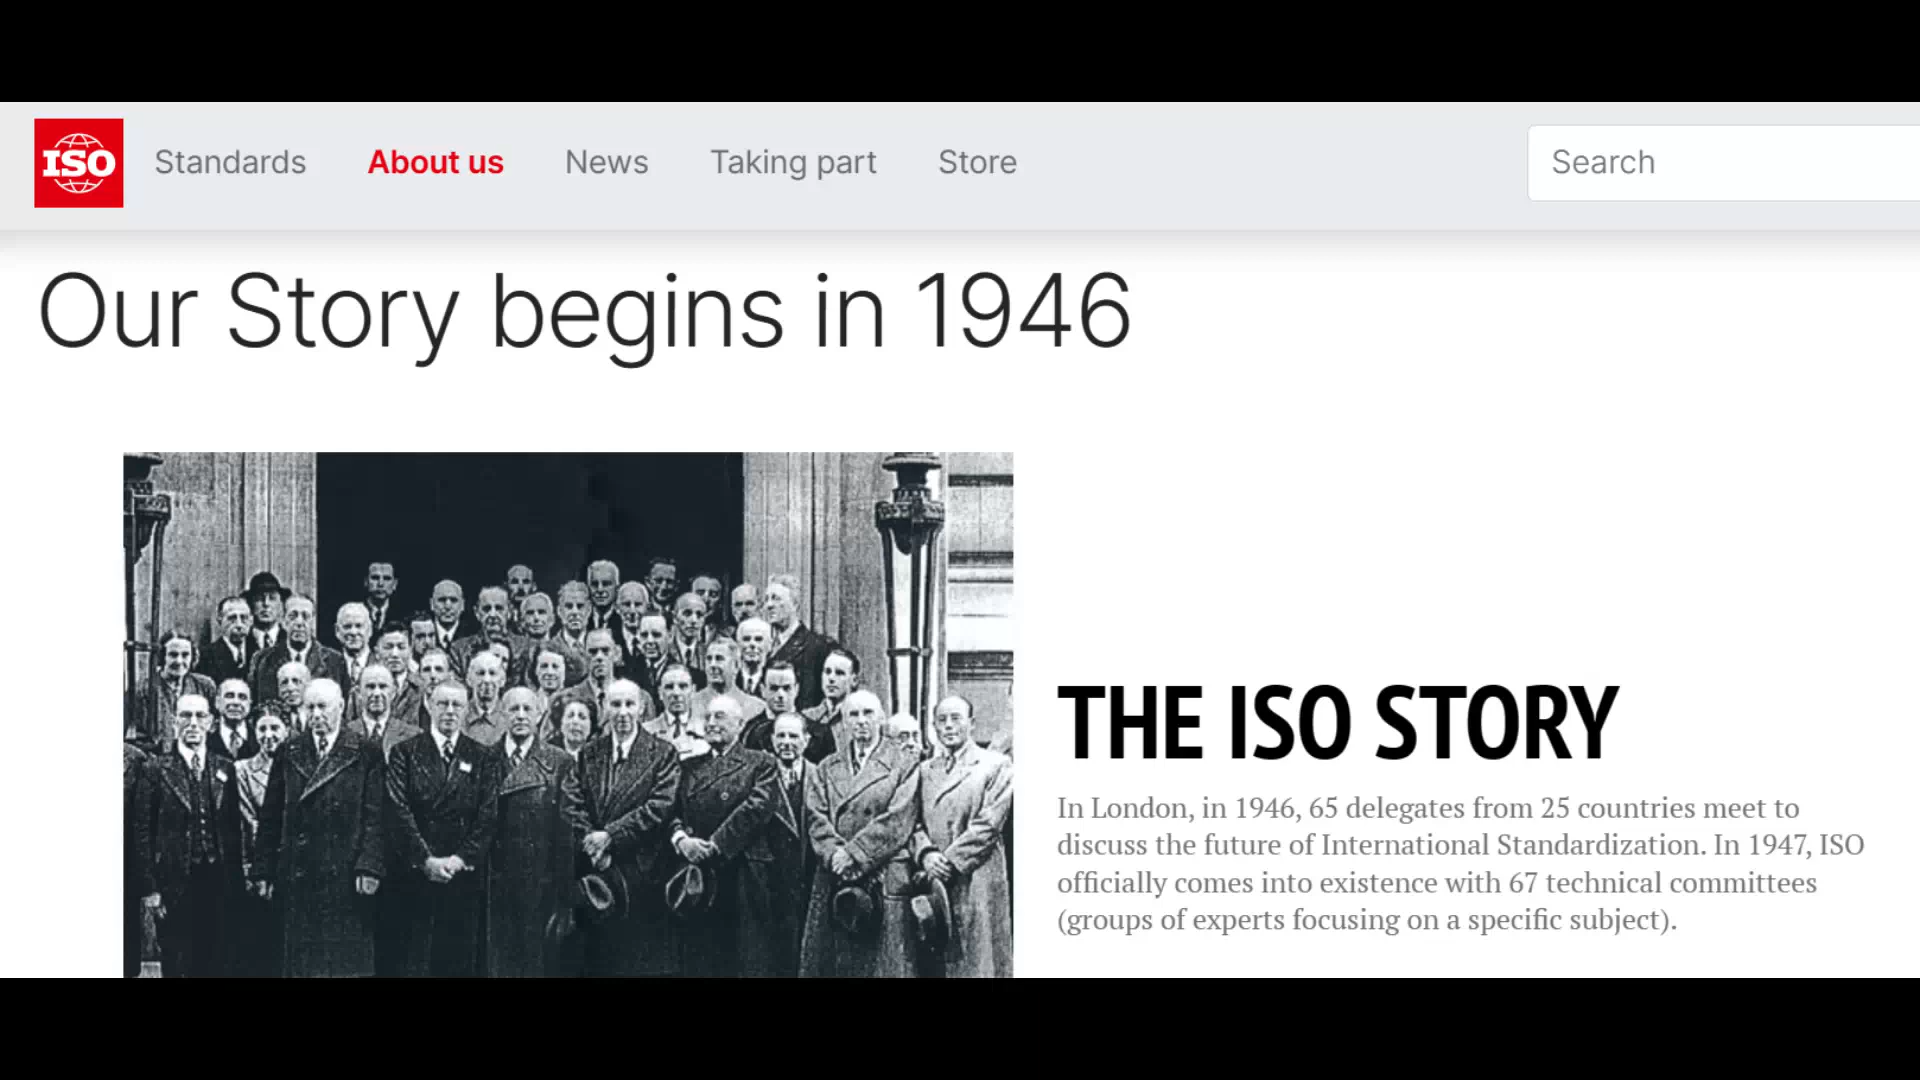 ISO
Standards
About us
News
Taking part
Store
Search
Our Story begins in 1946
THE ISO STORY
In London, in 1946, 65 delegates from 25 countries meet to
discuss the future of International Standardization. In 1947, ISO
officially comes into existence with 67 technical committees
(groups of experts focusing on a specific subject).